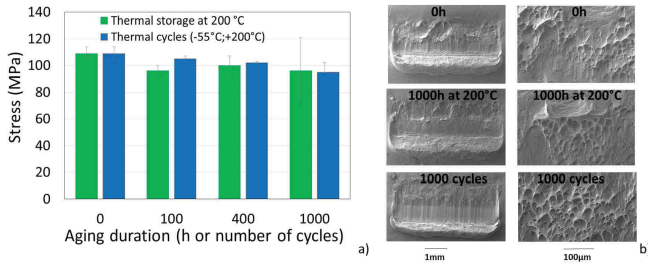 140
120
100
80
60
40
20
0
Stress (MPa)
Thermal storage at 200 °C
Thermal cycles (-55°C;+200°C)
0 100 400 1000
Aging duration (h or number of cycles)
a)
0h 0h
1000h at 200°C 1000h at 200°C
1000 cycles 1000 cycles
1mm 100µm
b